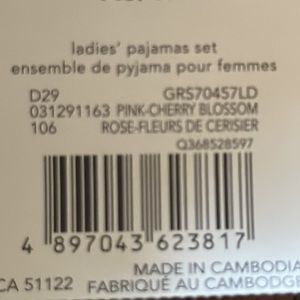 ladies' pajamas set
ensemble de pyjama pour femmes
D29 GRS70457LD
031291163 PINK-CHERRY BLOSSOM
106 ROSE-FLEURS DE CERISIER
Q368528597
4 897043 623817
MADE IN CAMBODIA
CA 51122 FABRIQUÉ AU CAMBODGE